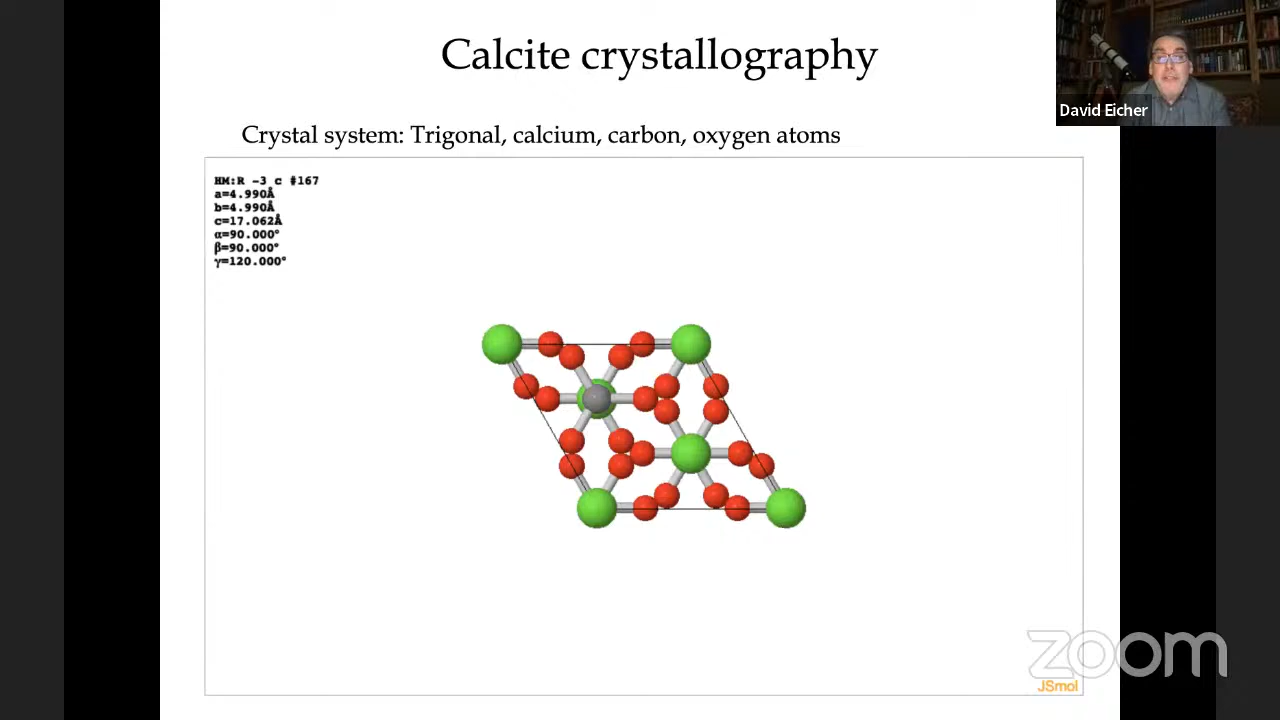 Calcite crystallography
David Eicher
Crystal system: Trigonal, calcium, carbon, oxygen atoms
HM:R -3 c #167
a=4.990Å
b=4.990Å
c=17.062Å
α=90.000°
β=90.000°
γ=120.000°
zoom
JSmol